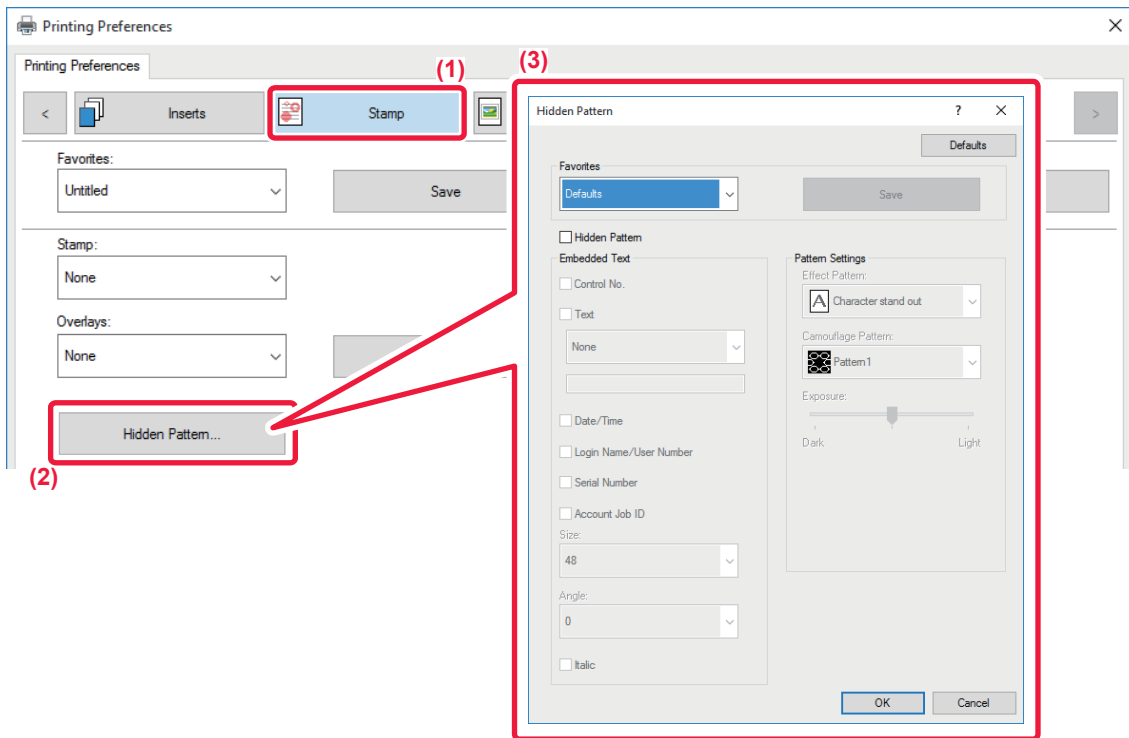 Printing Preferences
Printing Preferences
(1)
(3)
<
Inserts
Stamp
>
Favorites:
Untitled
Save
Stamp:
None
Overlays:
None
Hidden Pattern...
(2)
Hidden Pattern
?
Defaults
Favorites
Defaults
Save
Hidden Pattern
Embedded Text
Control No.
Text
None
Date/Time
Login Name/User Number
Serial Number
Account Job ID
Size:
48
Angle:
0
Italic
Pattern Settings
Effect Pattern:
A Character stand out
Camouflage Pattern:
Pattern1
Exposure:
Dark Light
OK Cancel